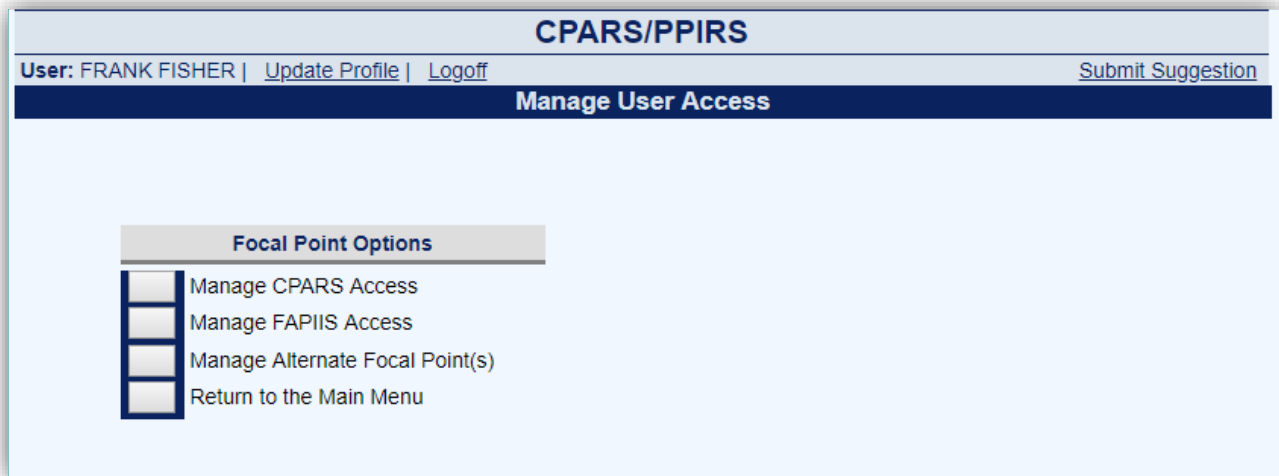 CPARS/PPIRS
User: FRANK FISHER | Update Profile | Logoff Submit Suggestion
Manage User Access
Focal Point Options
Manage CPARS Access
Manage FAPIIS Access
Manage Alternate Focal Point(s)
Return to the Main Menu